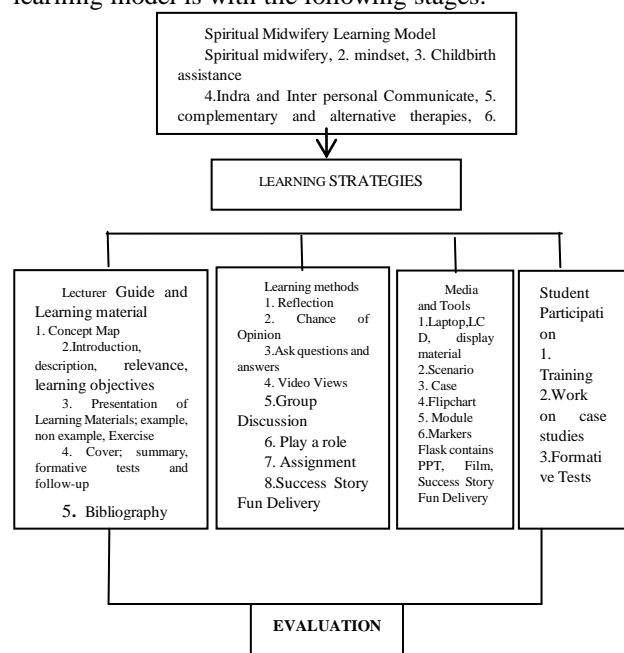 learning model is with the following stages:
Spiritual Midwifery Learning Model
Spiritual midwifery, 2. mindset, 3. Childbirth
assistance
4.Indra and Inter personal Communicate, 5.
complementary and alternative therapies, 6.
LEARNING STRATEGIES
Lecturer Guide and
Learning material
1. Concept Map
2.Introduction,
description, relevance,
learning objectives
3. Presentation of
Learning Materials; example,
non example, Exercise
4. Cover; summary,
formative tests and
follow-up
5. Bibliography
Learning methods
1. Reflection
2. Chance of
Opinion
3.Ask questions and
answers
4. Video Views
5.Group
Discussion
6. Play a role
7. Assignment
8.Success Story
Fun Delivery
Media
and Tools
1.Laptop,LC
D, display
material
2.Scenario
3. Case
4.Flipchart
5. Module
6.Markers
Flask contains
PPT, Film,
Success Story
Fun Delivery
Student
Participati
on
1.
Training
2.Work
on case
studies
3.Formati
ve Tests
EVALUATION